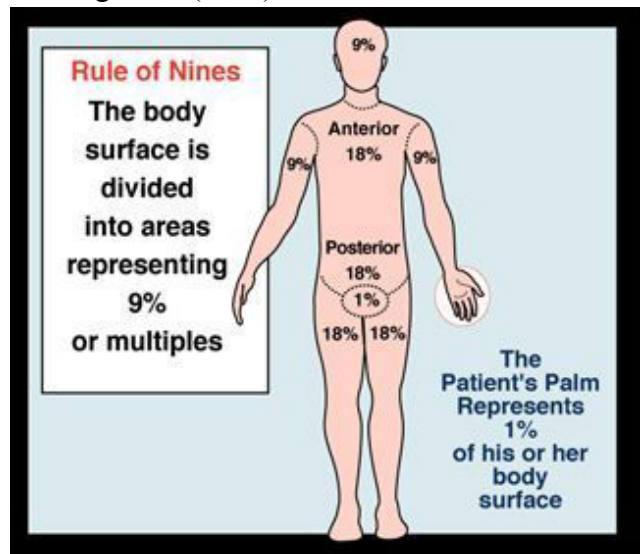 Rule of Nines
The body
surface is
divided
into areas
representing
9%
or multiples
9%
Anterior
18%
9%
9%
Posterior
18%
1%
18%
18%
The
Patient's Palm
Represents
1%
of his or her
body
surface